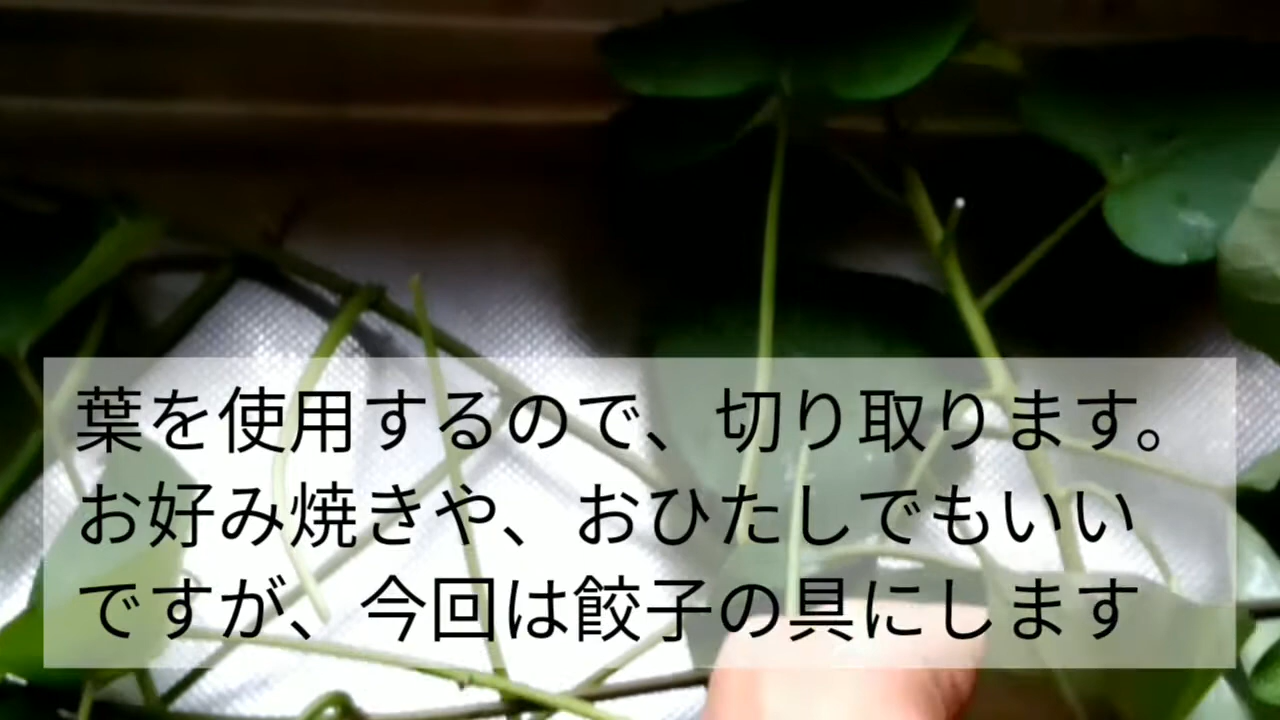 葉を使用するので、切り取ります。
お好み焼きや、おひたしでもいい
ですが、今回は餃子の具にします